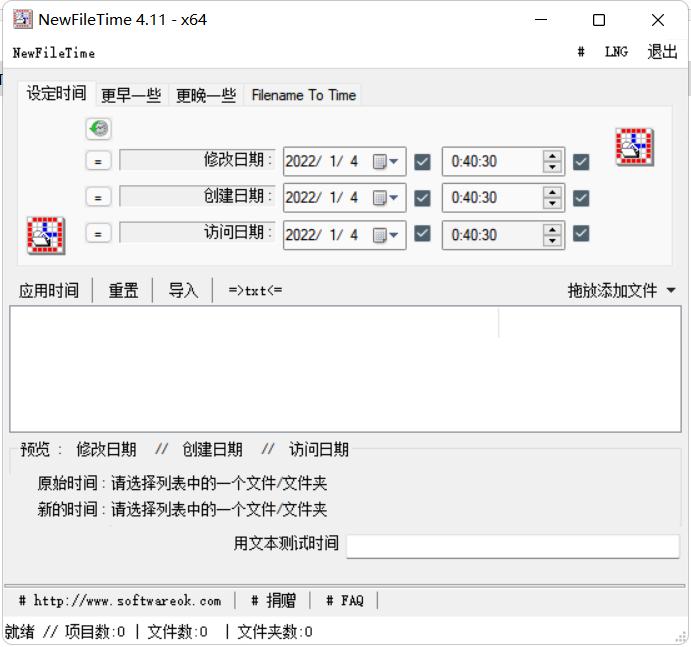 NewFileTime 4.11 - x64
NewFileTime # LNG 退出
设定时间 更早一些 更晚一些 Filename To Time
= 修改日期: 2022/ 1/ 4 0:40:30
= 创建日期: 2022/ 1/ 4 0:40:30
= 访问日期: 2022/ 1/ 4 0:40:30
应用时间 重置 导入 =>txt<= 拖放添加文件
预览 : 修改日期 // 创建日期 // 访问日期
原始时间 : 请选择列表中的一个文件/文件夹
新的时间 : 请选择列表中的一个文件/文件夹
用文本测试时间
# http://www.softwareok.com # 捐赠 # FAQ
就绪 // 项目数:0 | 文件数:0 | 文件夹数:0